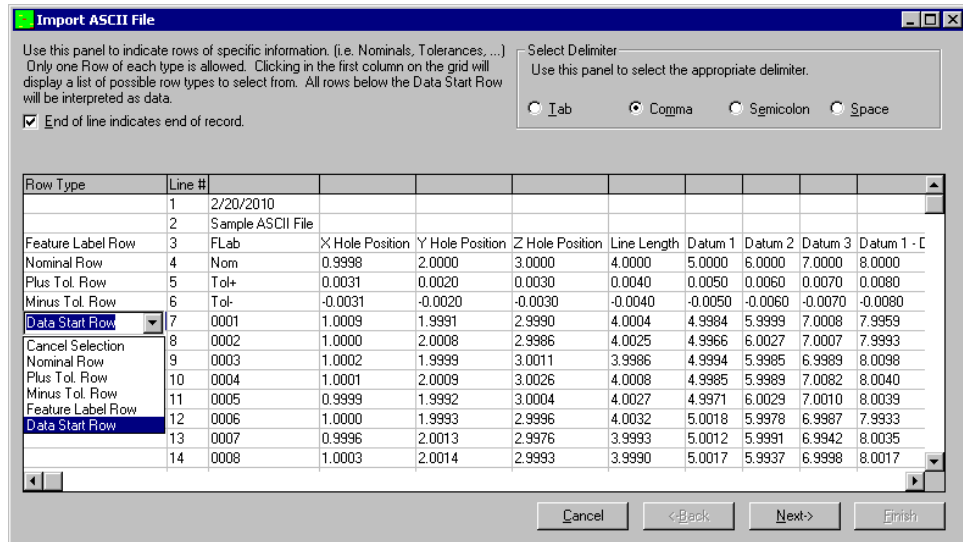 Import ASCII File
Use this panel to indicate rows of specific information. (i.e. Nominals, Tolerances, ...)
Only one Row of each type is allowed. Clicking in the first column on the grid will
display a list of possible row types to select from. All rows below the Data Start Row
will be interpreted as data.
End of line indicates end of record.
Select Delimiter
Use this panel to select the appropriate delimiter.
Tab Comma Semicolon Space
Row Type Line #
1 2/20/2010
2 Sample ASCII File
Feature Label Row 3 FLab X Hole Position Y Hole Position Z Hole Position Line Length Datum 1 Datum 2 Datum 3 Datum 1 - D
Nominal Row 4 Nom 0.9998 2.0000 3.0000 4.0000 5.0000 6.0000 7.0000 8.0000
Plus Tol. Row 5 Tol+ 0.0031 0.0020 0.0030 0.0040 0.0050 0.0060 0.0070 0.0080
Minus Tol. Row 6 Tol- -0.0031 -0.0020 -0.0030 -0.0040 -0.0050 -0.0060 -0.0070 -0.0080
Data Start Row 7 0001 1.0009 1.9991 2.9990 4.0004 4.9984 5.9999 7.0008 7.9959
Cancel Selection 8 0002 1.0000 2.0008 2.9986 4.0025 4.9966 6.0027 7.0007 7.9993
Nominal Row 9 0003 1.0002 1.9999 3.0011 3.9986 4.9994 5.9985 6.9989 8.0098
Plus Tol. Row 10 0004 1.0001 2.0009 3.0026 4.0008 4.9985 5.9989 7.0082 8.0040
Minus Tol. Row 11 0005 0.9999 1.9992 3.0004 4.0027 4.9971 6.0029 7.0010 8.0039
Feature Label Row
Data Start Row 12 0006 1.0000 1.9993 2.9996 4.0032 5.0018 5.9978 6.9987 7.9933
13 0007 0.9996 2.0013 2.9976 3.9993 5.0012 5.9991 6.9942 8.0035
14 0008 1.0003 2.0014 2.9993 3.9990 5.0017 5.9937 6.9998 8.0017
Cancel <-Back Next-> Finish